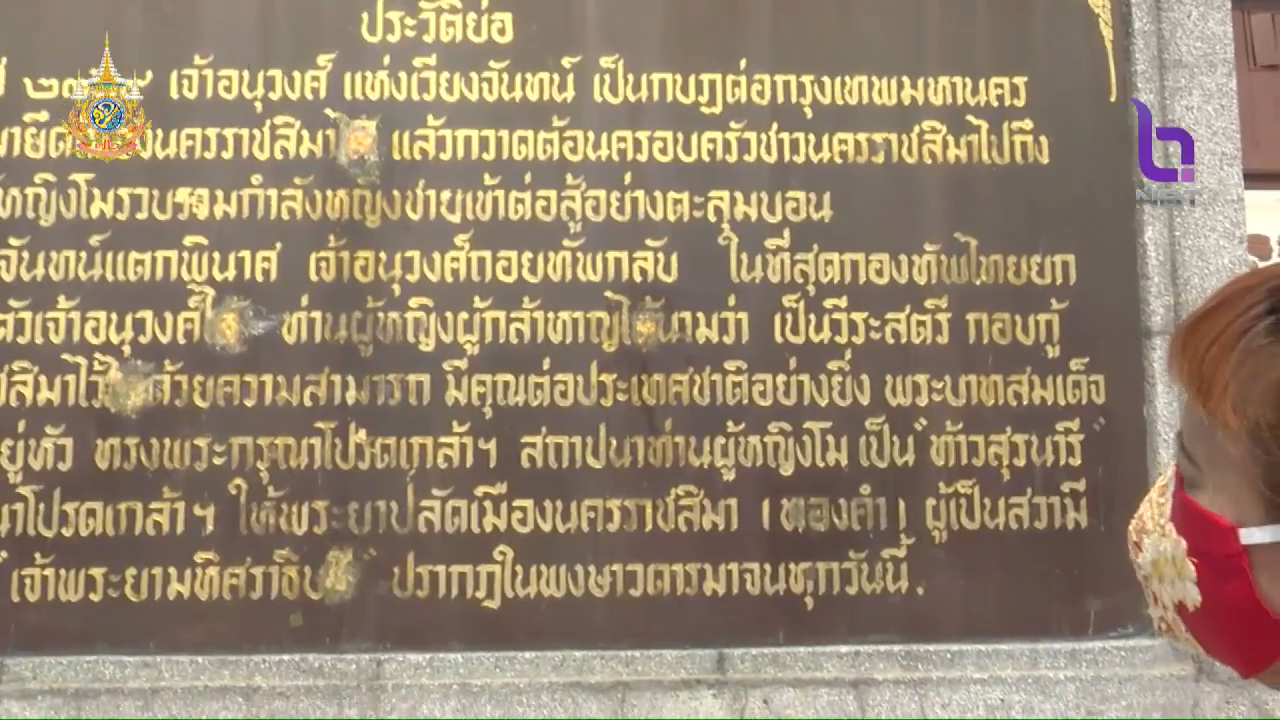 ประวัติย่อ
เจ้าอนุวงศ์ แห่งเวียงจันทน์ เป็นกบฏต่อกรุงเทพมหานคร
นครราชสีมา แล้วกวาดต้อนครอบครัวชาวนครราชสีมาไปถึง
หญิงโมรวบรวมกำลังหญิงชายเข้าต่อสู้อย่างตะลุมบอน
จันทน์แตกพินาศ เจ้าอนุวงศ์ถอยทัพกลับ ในที่สุดกองทัพไทยยก
ตัวเจ้าอนุวงศ์ ท่านผู้หญิงผู้กล้าหาญได้นามว่า เป็นวีระสตรี กอบกู้
สิมาไว้ ด้วยความสามารถ มีคุณต่อประเทศชาติอย่างยิ่ง พระบาทสมเด็จ
อยู่หัว ทรงพระกรุณาโปรดเกล้าฯ สถาปนาท่านผู้หญิงโม เป็น "ท้าวสุรนารี"
โปรดเกล้าฯ ให้พระยาปลัดเมืองนครราชสิมา (ทองคำ) ผู้เป็นสวามี
เจ้าพระยามหิศราธิบดี" ปรากฏในพงษาวดารมาจนทุกวันนี้.
NBT